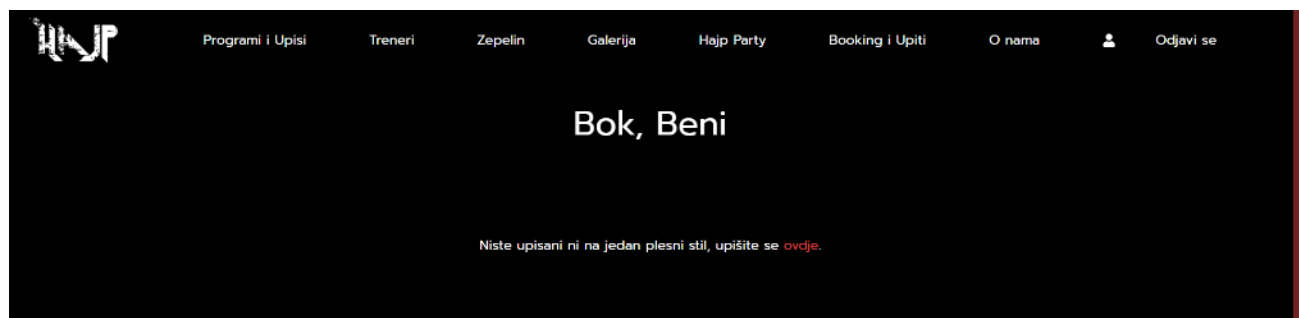 HAJP
Programi i Upisi Treneri Zepelin Galerija Hajp Party Booking i Upiti O nama Odjavi se
Bok, Beni
Niste upisani ni na jedan plesni stil, upišite se ovdje.